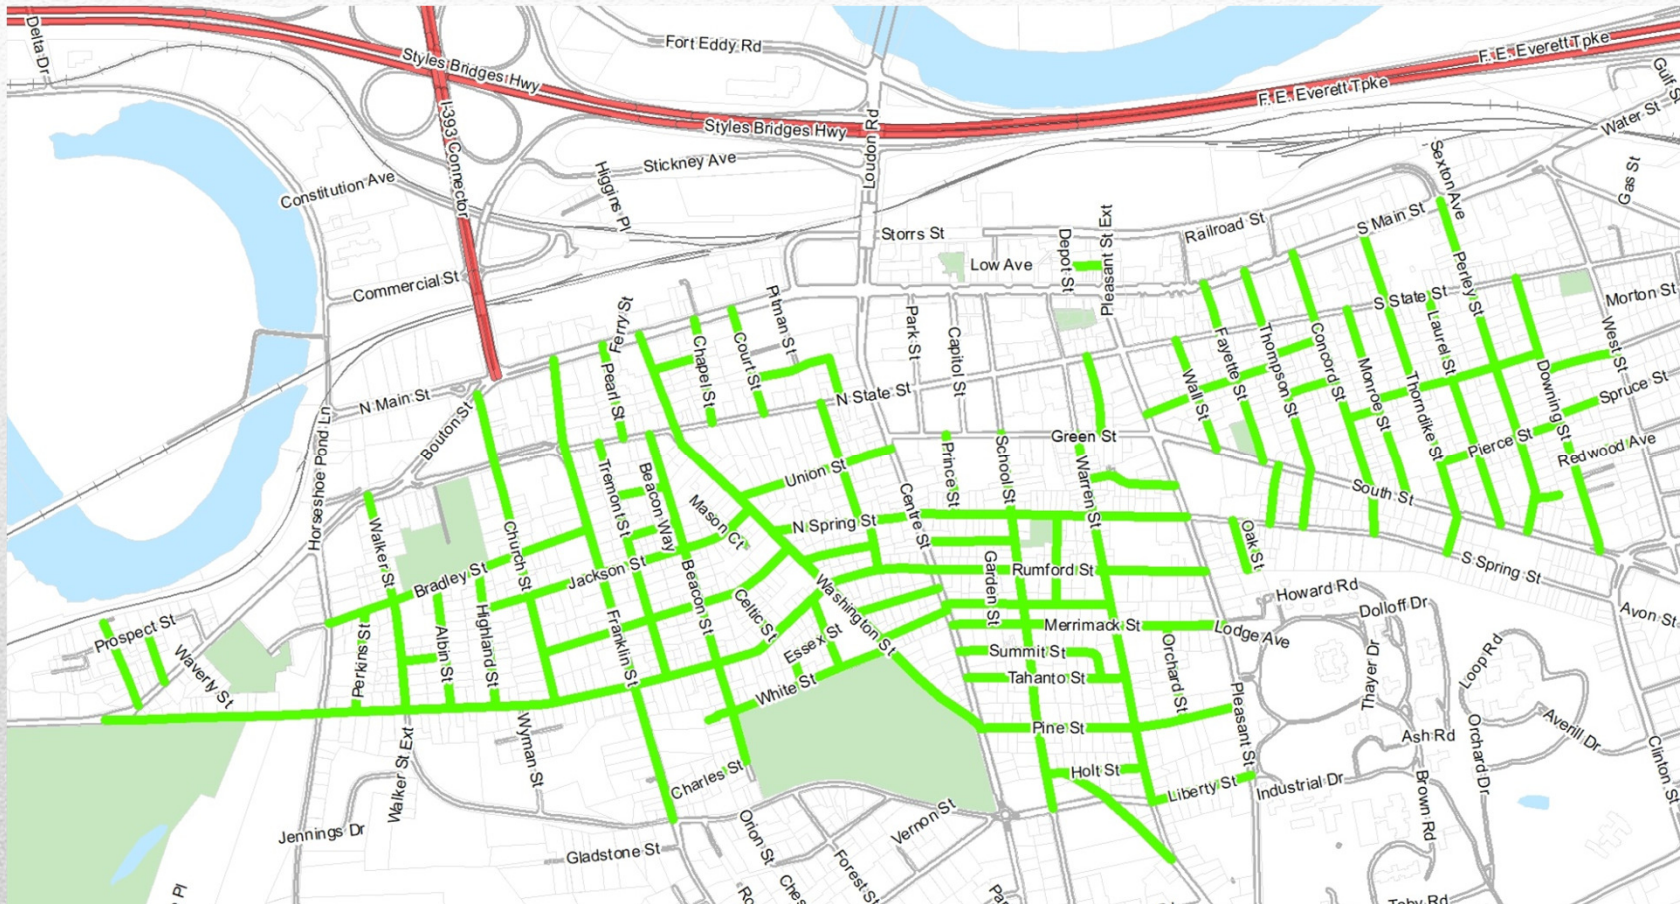 Delta Dr
Fort Eddy Rd
Styles Bridges Hwy
F. E. Everett Tpke
F. E. Everett Tpke
Styles Bridges Hwy
I-393 Connector
Loudon Rd
Water St
Gas St
Sexton Ave
Stickney Ave
Higgins Pl
Constitution Ave
Storrs St
Low Ave
Depot St
Pleasant St Ext
Railroad St
S Main St
Commercial St
Perley St
S State St
Morton St
Ferry St
Pitman St
Park St
Capitol St
Chapel St
Court St
Pearl St
N Main St
Bouton St
N State St
Fayette St
Thompson St
Concord St
Laurel St
West St
Wall St
Monroe St
Thorndike St
Downing St
Spruce St
Horseshoe Pond Ln
Green St
Pierce St
Redwood Ave
Tremont St
Beacon Way
Union St
Prince St
School St
Warren St
South St
Mason Ct
N Spring St
Centre St
Walker St
Church St
Oak St
S Spring St
Bradley St
Jackson St
Rumford St
Garden St
Howard Rd
Dolloff Dr
Avon St
Beacon St
Celtic St
Washington St
Merrimack St
Lodge Ave
Prospect St
Waverly St
Perkins St
Albin St
Highland St
Franklin St
Essex St
Summit St
Tahanto St
Orchard St
Thayer Dr
Loop Rd
White St
Pleasant St
Pine St
Wyman St
Walker St Ext
Ash Rd
Orchard Dr
Averill Dr
Charles St
Holt St
Liberty St
Industrial Dr
Brown Rd
Clinton St
Jennings Dr
Orion St
Vernon St
Gladstone St
Forest St